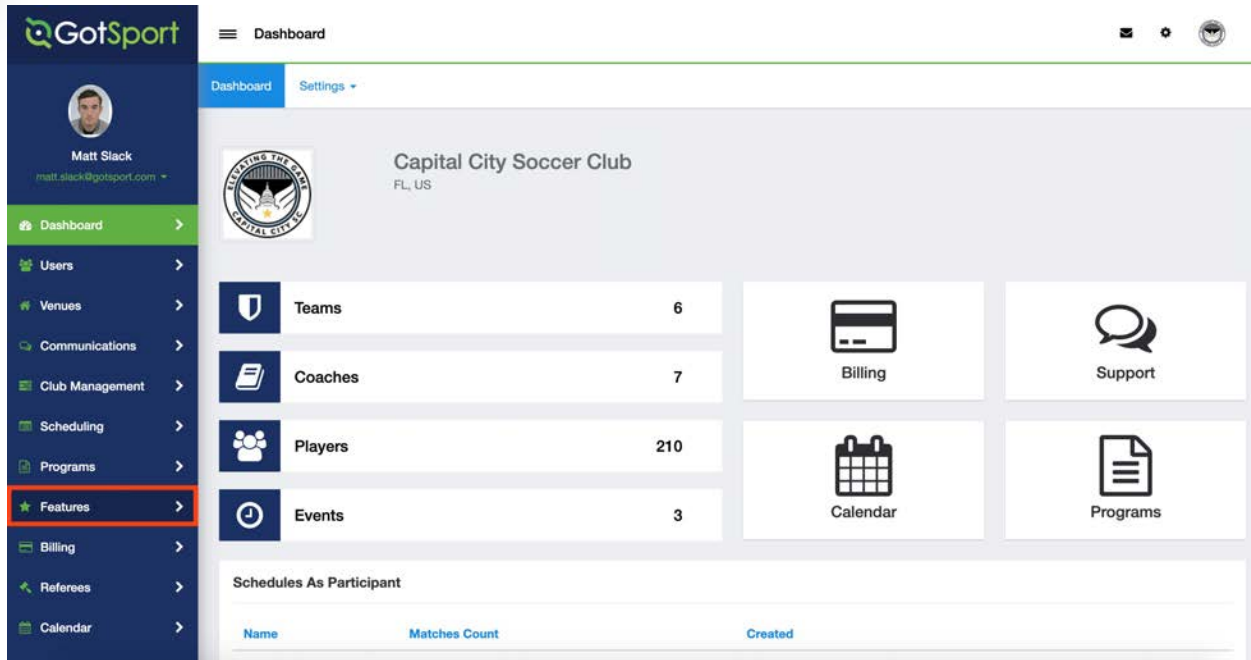 GotSport
Dashboard
Matt Slack
matt.slack@gotsport.com
Dashboard
Users
Venues
Communications
Club Management
Scheduling
Programs
Features
Billing
Referees
Calendar
Dashboard Settings
ELEVATING THE GAME
CAPITAL CITY SC
Capital City Soccer Club
FL, US
Teams 6
Coaches 7
Players 210
Events 3
Billing
Support
Calendar
Programs
Schedules As Participant
Name Matches Count Created